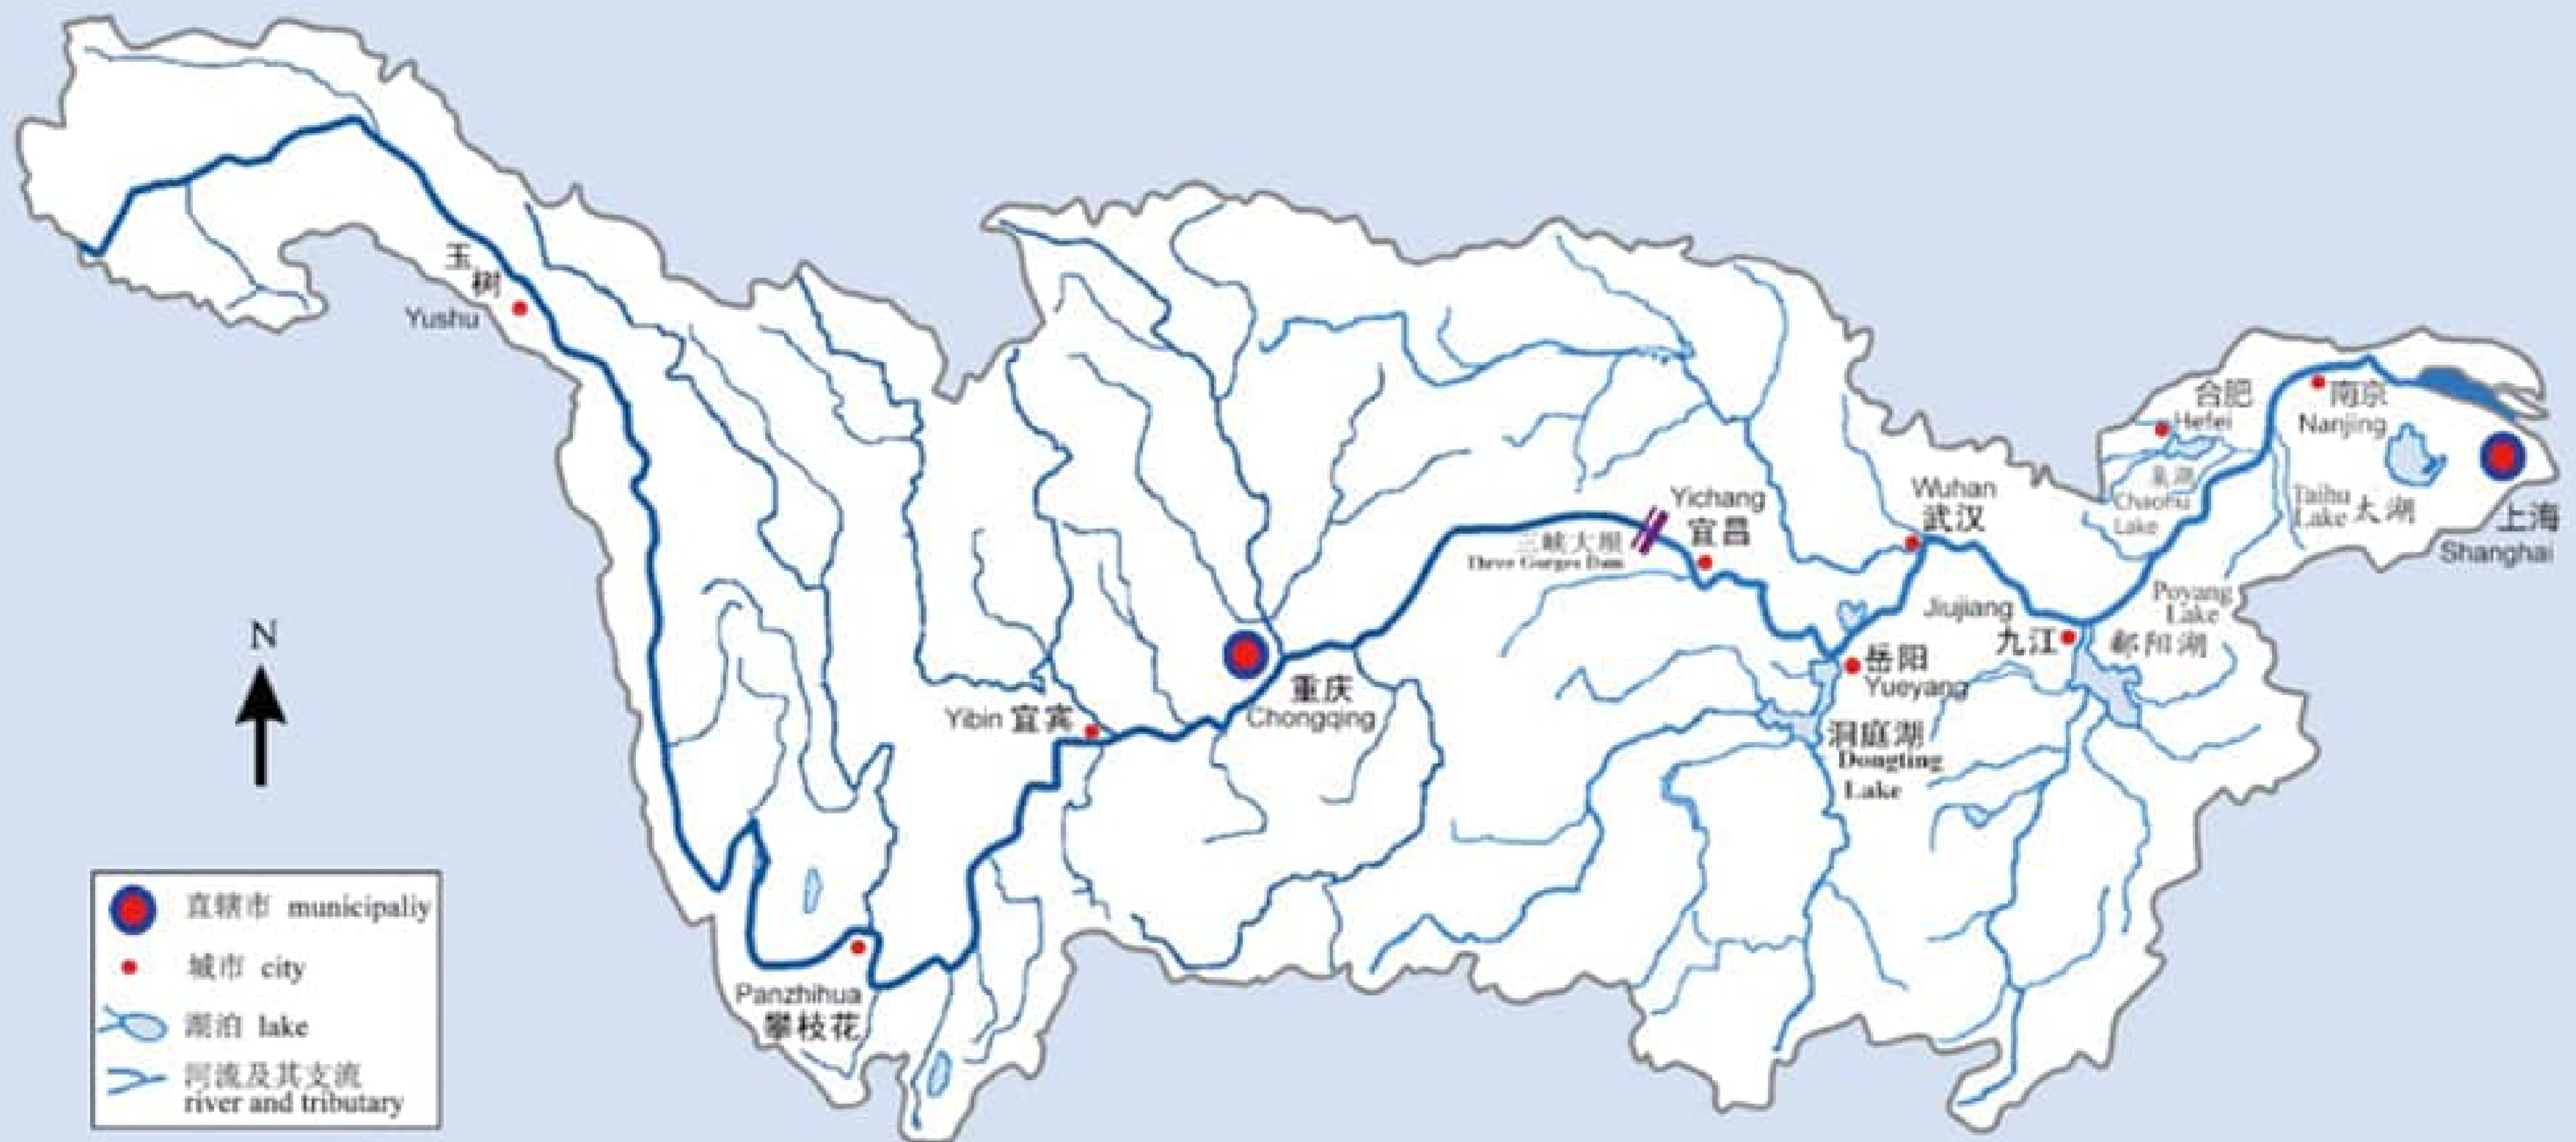 玉
树
Yushu
N
合肥
Hefei
南京
Nanjing
巢湖
Chaohu
Lake
Taihu
Lake 太湖
上海
Shanghai
Yichang
宜昌
三峡大坝
Three Gorges Dam
Wuhan
武汉
Jiujiang
九江
Poyang
Lake
鄱阳湖
岳阳
Yueyang
洞庭湖
Dongting
Lake
重庆
Chongqing
Yibin 宜宾
Panzhihua
攀枝花
直辖市 municipaliy
城市 city
湖泊 lake
河流及其支流
river and tributary